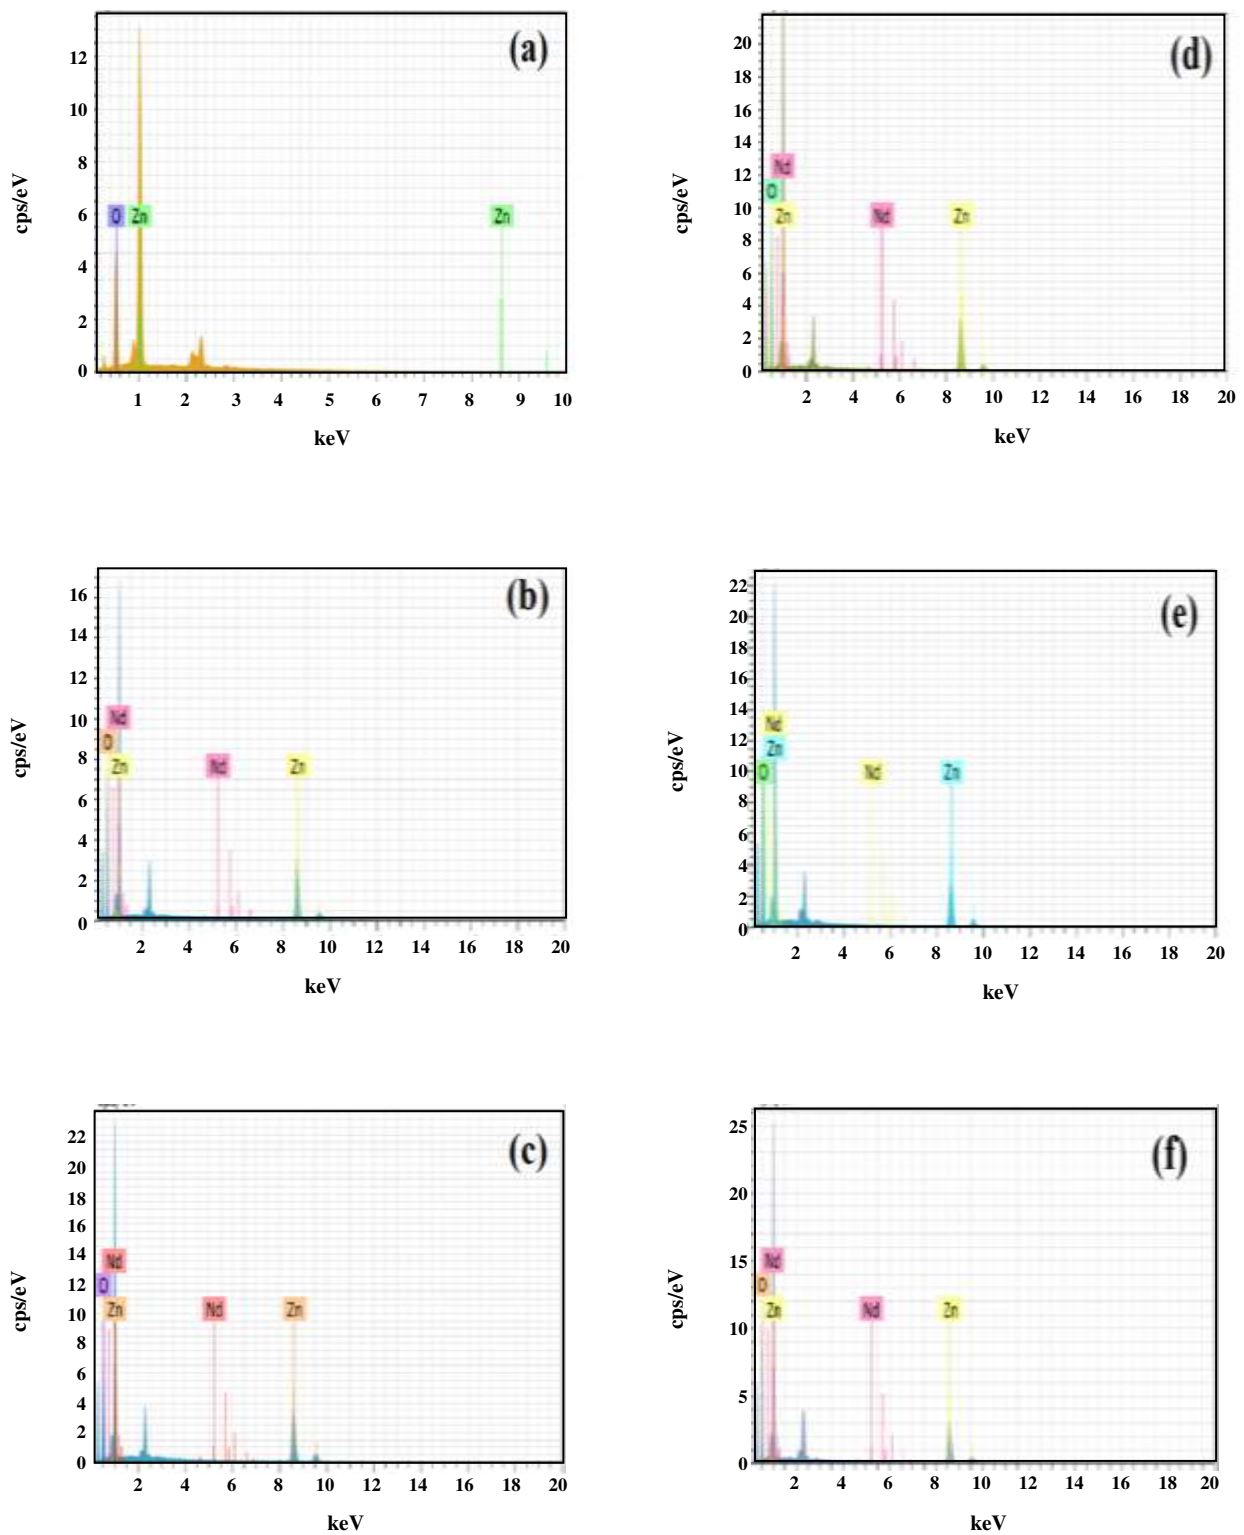 (a)
12
10
8
6
4
2
0
cps/eV
O Zn Zn
1 2 3 4 5 6 7 8 9 10
keV
(d)
20
18
16
14
12
10
8
6
4
2
0
cps/eV
Nd
O
Zn Nd Zn
2 4 6 8 10 12 14 16 18 20
keV
(b)
16
14
12
10
8
6
4
2
0
cps/eV
Nd
O
Zn Nd Zn
2 4 6 8 10 12 14 16 18 20
keV
(e)
22
20
18
16
14
12
10
8
6
4
2
0
cps/eV
Nd
Zn
O Nd Zn
2 4 6 8 10 12 14 16 18 20
keV
(c)
22
20
18
16
14
12
10
8
6
4
2
0
cps/eV
Nd
O
Zn Nd Zn
2 4 6 8 10 12 14 16 18 20
keV
(f)
25
20
15
10
5
0
cps/eV
Nd
O
Zn Nd Zn
2 4 6 8 10 12 14 16 18 20
keV